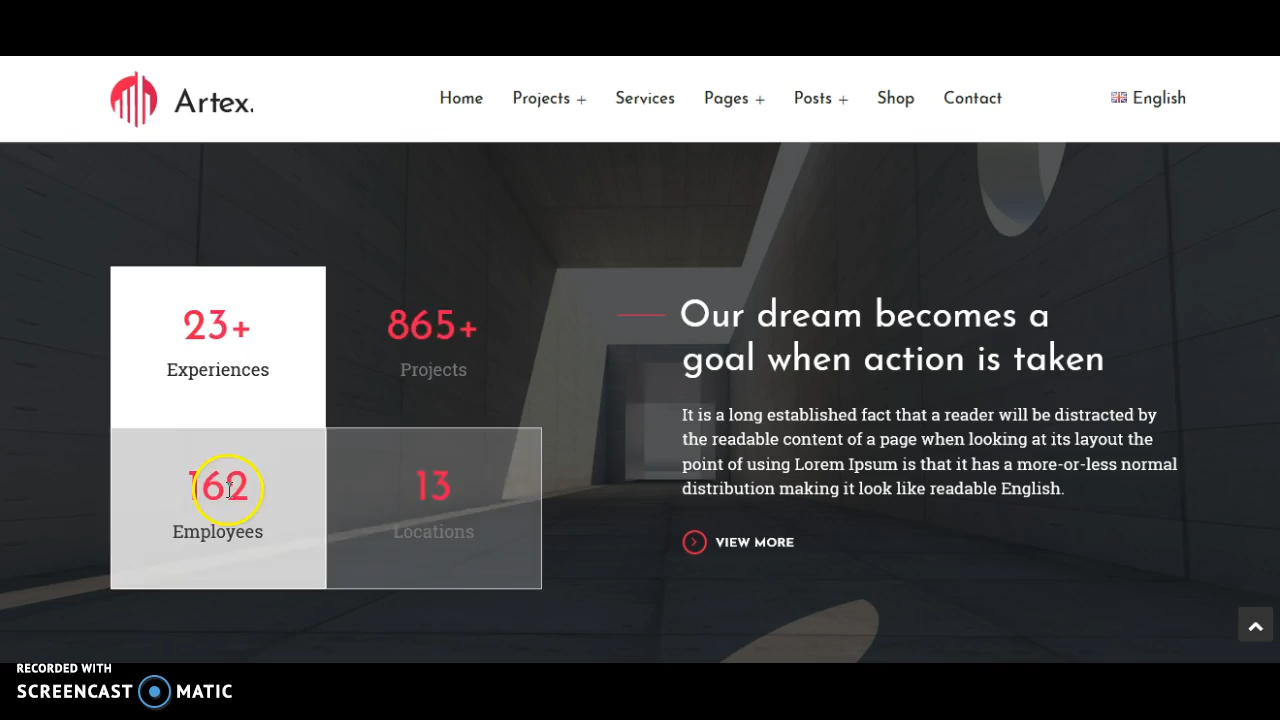 Artex.
Home Projects + Services Pages + Posts + Shop Contact English
23+
Experiences
865+
Projects
162
Employees
13
Locations
Our dream becomes a
goal when action is taken
It is a long established fact that a reader will be distracted by
the readable content of a page when looking at its layout the
point of using Lorem Ipsum is that it has a more-or-less normal
distribution making it look like readable English.
VIEW MORE
RECORDED WITH
SCREENCAST MATIC